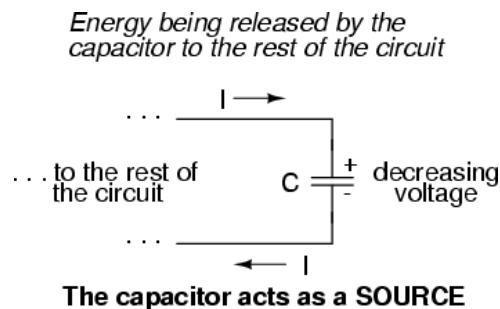 Energy being released by the
capacitor to the rest of the circuit
I
. . .
. . . to the rest of
the circuit
C
+
-
decreasing
voltage
. . .
I
The capacitor acts as a SOURCE